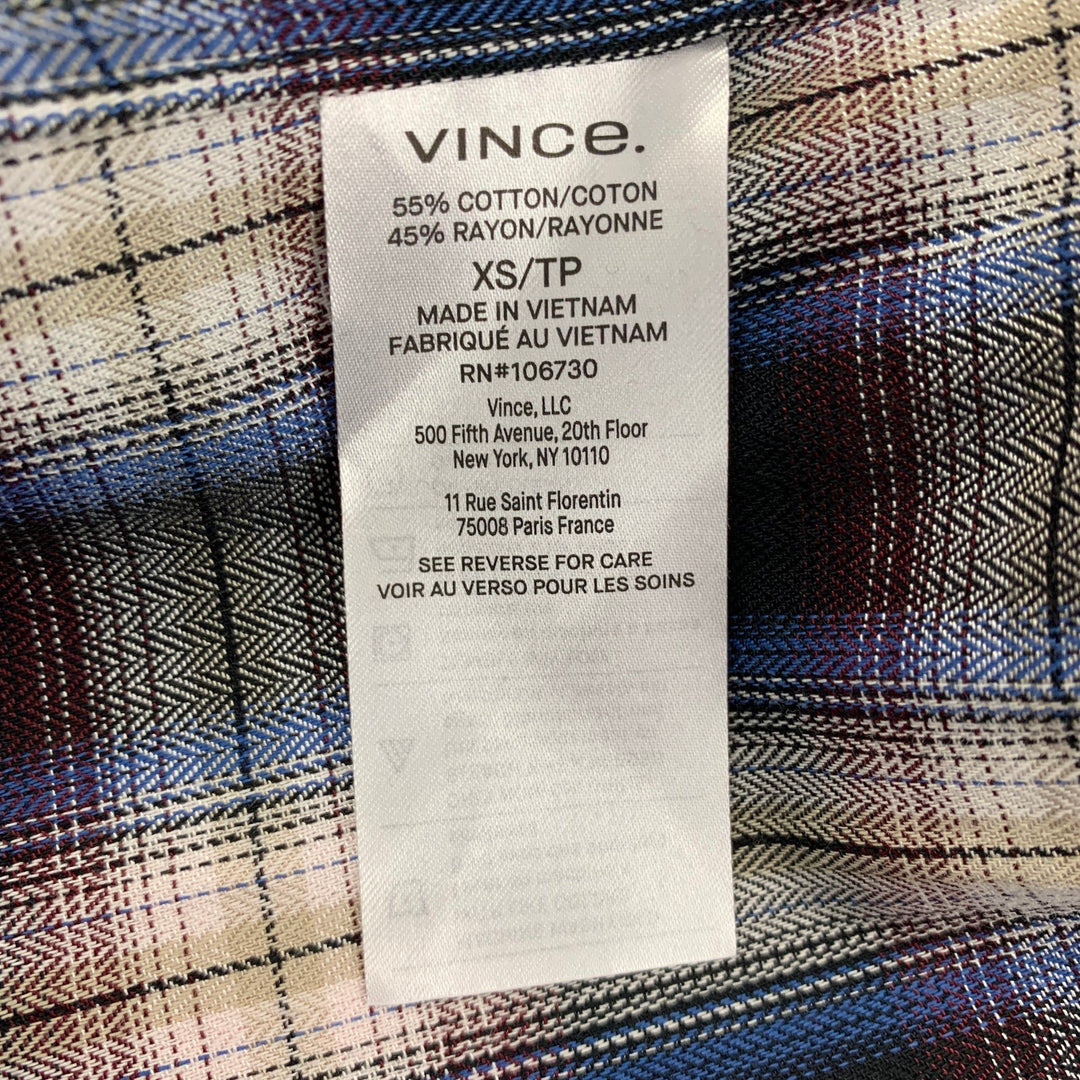 VINCE.
55% COTTON/COTON
45% RAYON/RAYONNE
XS/TP
MADE IN VIETNAM
FABRIQUÉ AU VIETNAM
RN#106730
Vince, LLC
500 Fifth Avenue, 20th Floor
New York, NY 10110
11 Rue Saint Florentin
75008 Paris France
SEE REVERSE FOR CARE
VOIR AU VERSO POUR LES SOINS